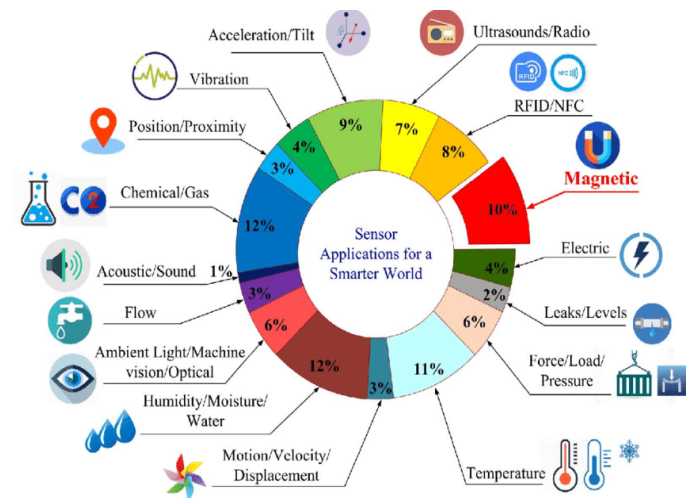 Acceleration/Tilt
Ultrasounds/Radio
RFID
NFC
RFID/NFC
Vibration
Position/Proximity
Magnetic
Chemical/Gas
CO2
Electric
Acoustic/Sound
Leaks/Levels
Flow
Force/Load/
Pressure
Ambient Light/Machine
vision/Optical
Humidity/Moisture/
Water
Motion/Velocity/
Displacement
Temperature
Sensor
Applications for a
Smarter World
9%
7%
8%
10%
4%
2%
6%
11%
3%
12%
6%
3%
1%
12%
3%
4%